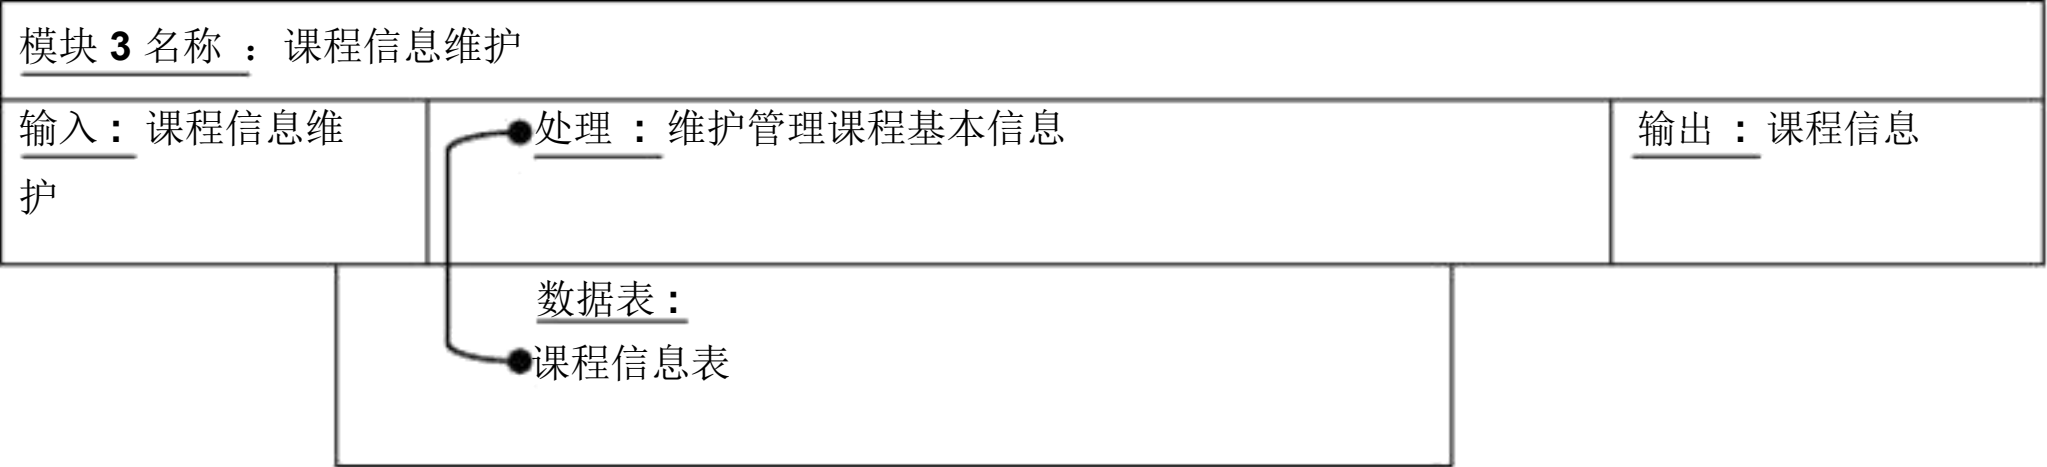 模块 3 名称 ：课程信息维护
输入：课程信息维
护
处理 ：维护管理课程基本信息
输出 ：课程信息
数据表：
课程信息表